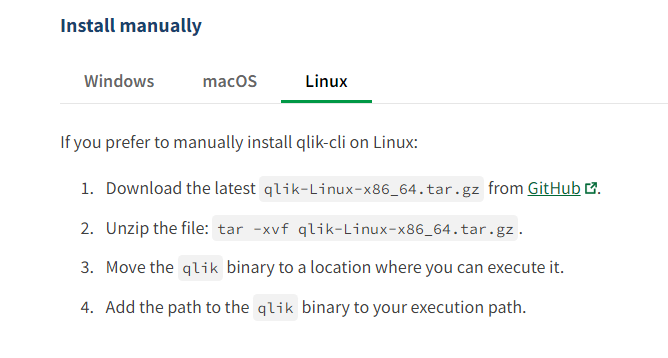 Install manually
Windows macOS Linux
If you prefer to manually install qlik-cli on Linux:
1. Download the latest qlik-Linux-x86_64.tar.gz from GitHub.
2. Unzip the file: tar -xvf qlik-Linux-x86_64.tar.gz.
3. Move the qlik binary to a location where you can execute it.
4. Add the path to the qlik binary to your execution path.